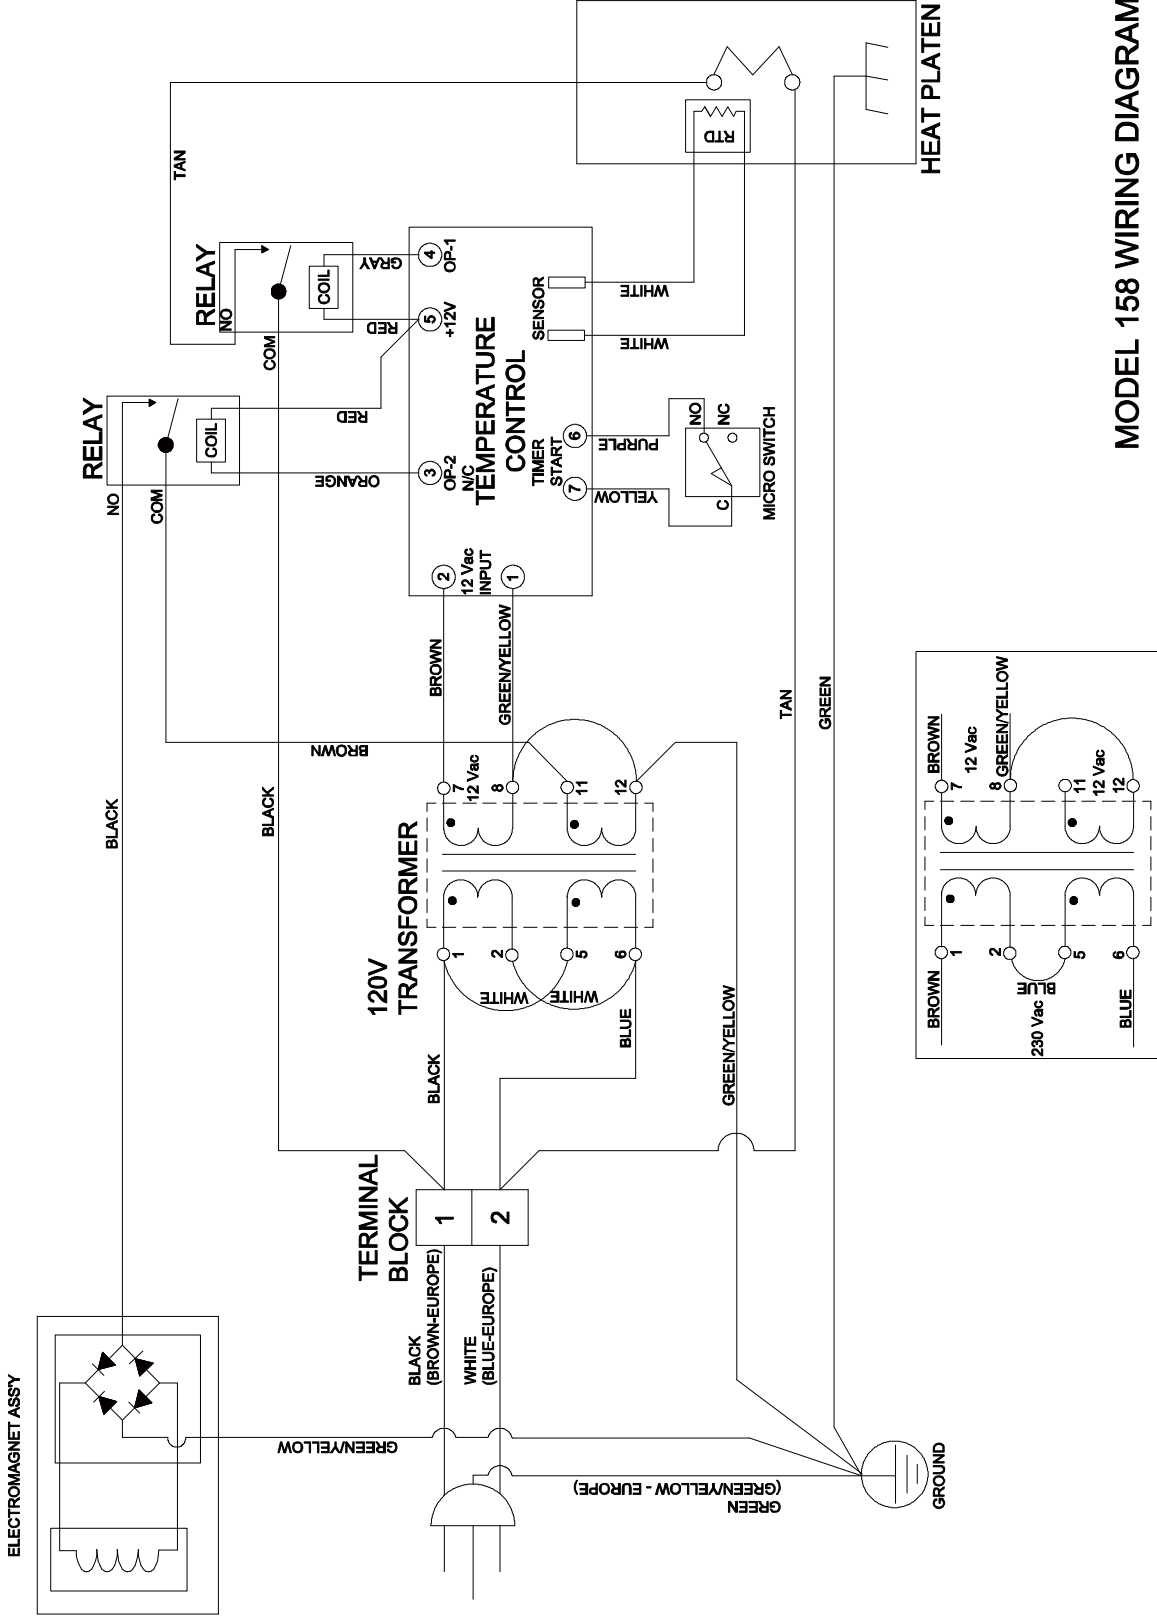 MODEL 158 WIRING DIAGRAM
ELECTROMAGNET ASS'Y
GREEN/YELLOW
BLACK
NO
COM
RELAY
COIL
ORANGE
RED
BROWN
RELAY
NO
COM
COIL
RED
GRAY
TAN
BLACK
TERMINAL
BLOCK
1
2
BLACK
(BROWN-EUROPE)
WHITE
(BLUE-EUROPE)
GREEN
(GREEN/YELLOW - EUROPE)
GROUND
BLACK
BLUE
120V
TRANSFORMER
1
2
5
6
WHITE
WHITE
7
12 Vac
8
11
12
BROWN
GREEN/YELLOW
GREEN/YELLOW
2
12 Vac
INPUT
1
3
OP-2
N/C
5
+12V
4
OP-1
TEMPERATURE
CONTROL
TIMER
START
7
6
SENSOR
YELLOW
PURPLE
WHITE
WHITE
C
NO
NC
MICRO SWITCH
RTD
HEAT PLATEN
TAN
GREEN
BROWN
1
2
5
6
BLUE
230 Vac
BLUE
BROWN
7
12 Vac
8
GREEN/YELLOW
11
12 Vac
12